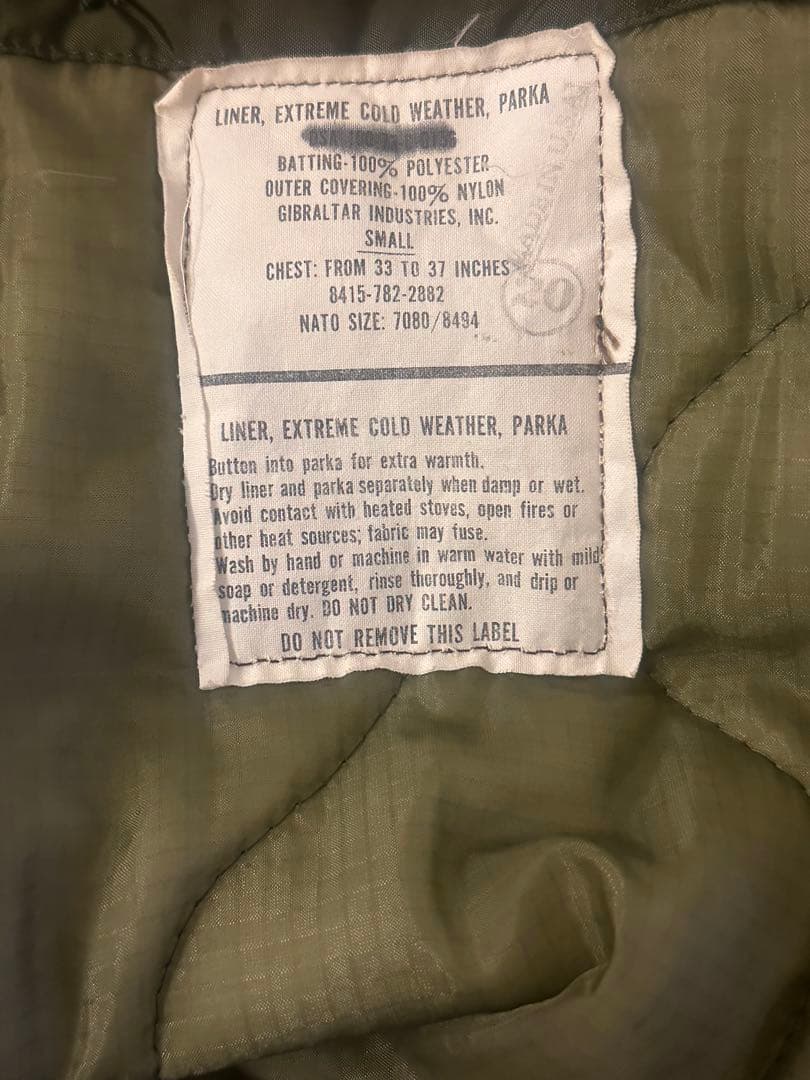 LINER, EXTREME COLD WEATHER, PARKA
BATTING-100% POLYESTER
OUTER COVERING-100% NYLON
GIBRALTAR INDUSTRIES, INC.
SMALL
CHEST: FROM 33 TO 37 INCHES
8415-782-2882
NATO SIZE: 7080/8494
MADE IN U.S.A.
LINER, EXTREME COLD WEATHER, PARKA
Button into parka for extra warmth.
Dry liner and parka separately when damp or wet.
Avoid contact with heated stoves, open fires or
other heat sources; fabric may fuse.
Wash by hand or machine in warm water with mild
soap or detergent, rinse thoroughly, and drip or
machine dry. DO NOT DRY CLEAN.
DO NOT REMOVE THIS LABEL